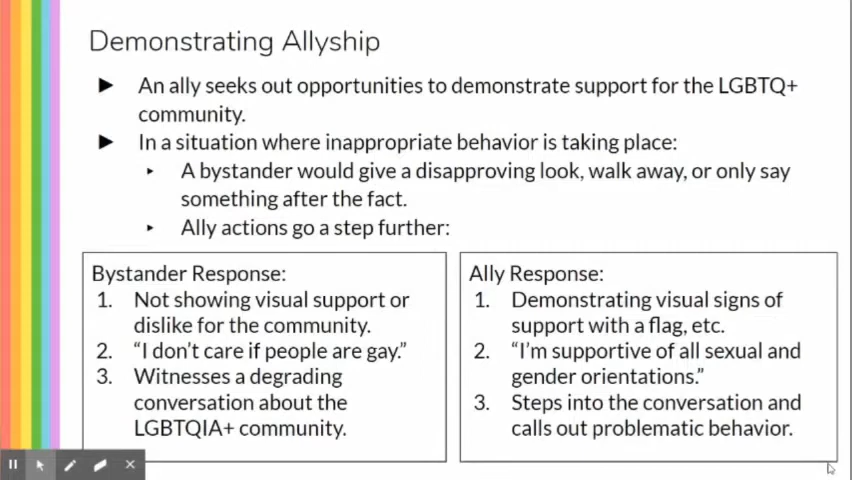 Demonstrating Allyship
► An ally seeks out opportunities to demonstrate support for the LGBTQ+
community.
► In a situation where inappropriate behavior is taking place:
‣ A bystander would give a disapproving look, walk away, or only say
something after the fact.
‣ Ally actions go a step further:
Bystander Response:
1. Not showing visual support or
dislike for the community.
2. “I don’t care if people are gay.”
3. Witnesses a degrading
conversation about the
LGBTQIA+ community.
Ally Response:
1. Demonstrating visual signs of
support with a flag, etc.
2. “I’m supportive of all sexual and
gender orientations.”
3. Steps into the conversation and
calls out problematic behavior.